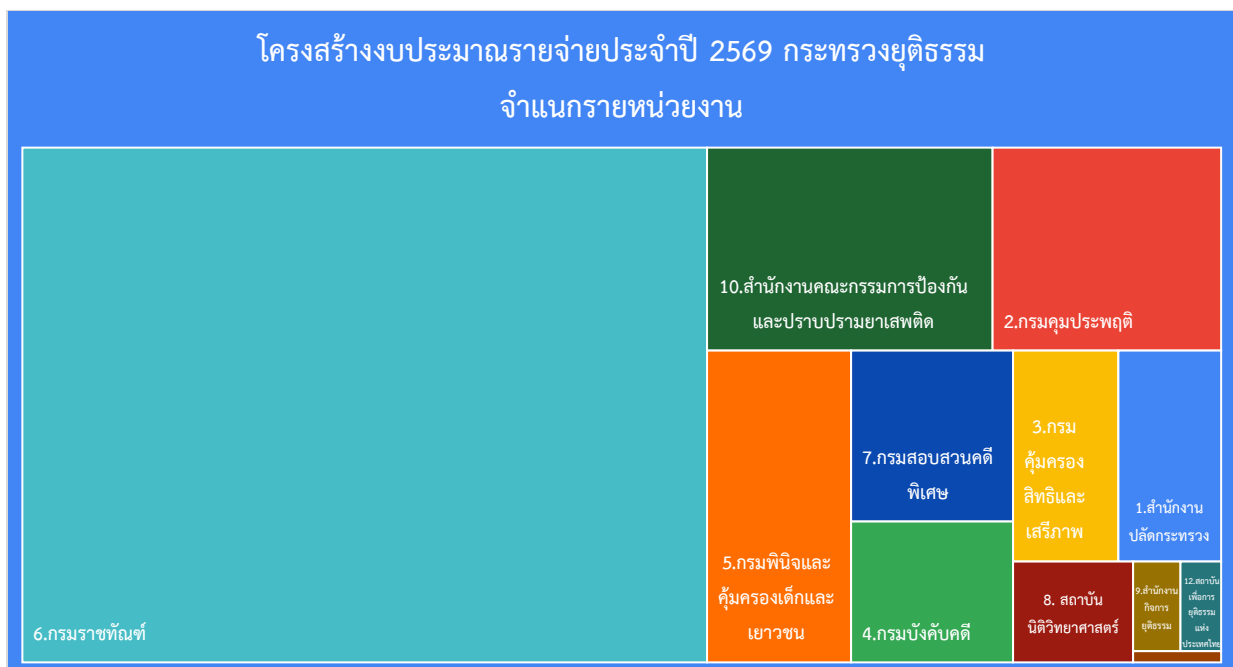 โครงสร้างงบประมาณรายจ่ายประจำปี 2569 กระทรวงยุติธรรม
จำแนกรายหน่วยงาน
6.กรมราชทัณฑ์
10.สำนักงานคณะกรรมการป้องกัน
และปราบปรามยาเสพติด
2.กรมคุมประพฤติ
5.กรมพินิจและ
คุ้มครองเด็กและ
เยาวชน
7.กรมสอบสวนคดี
พิเศษ
4.กรมบังคับคดี
3.กรม
คุ้มครอง
สิทธิและ
เสรีภาพ
1.สำนักงาน
ปลัดกระทรวง
8. สถาบัน
นิติวิทยาศาสตร์
9.สำนักงาน
กิจการ
ยุติธรรม
12.สถาบัน
เพื่อการ
ยุติธรรม
แห่ง
ประเทศไทย